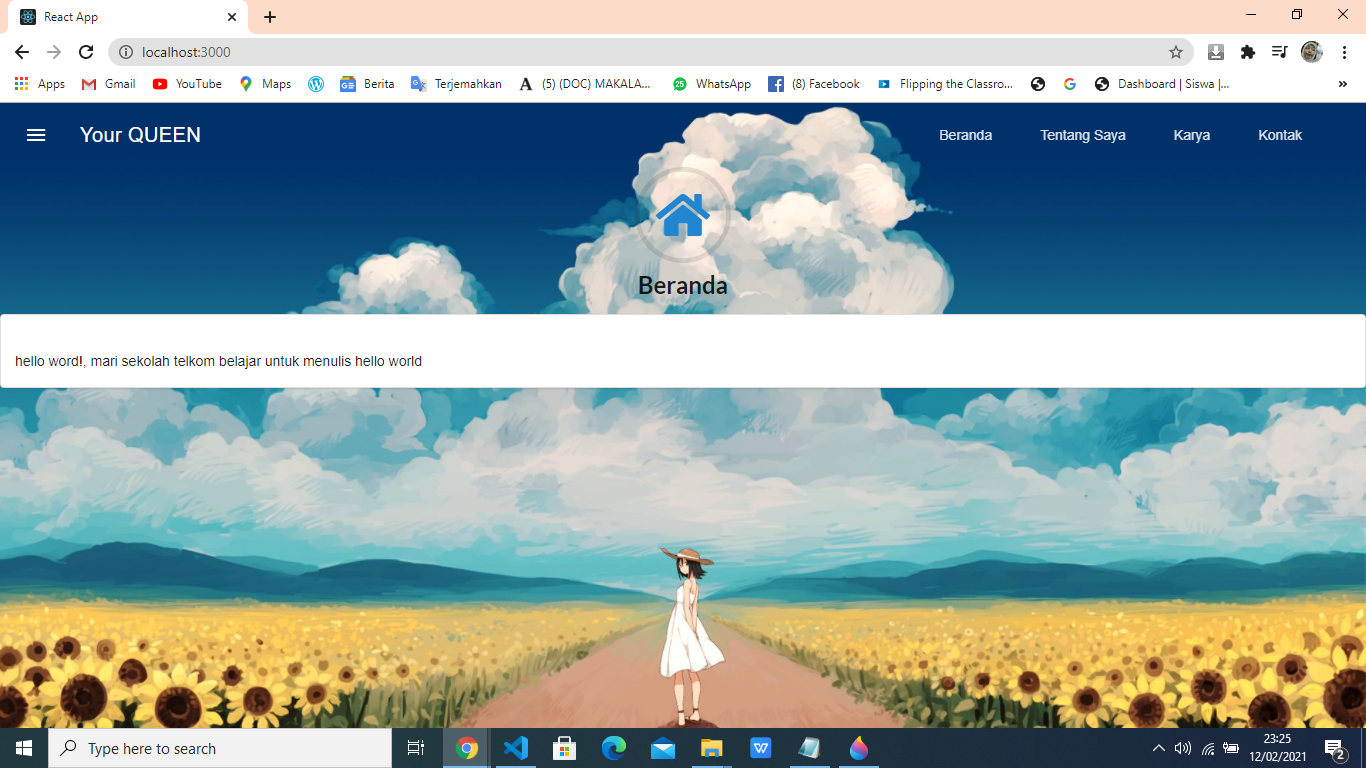 React App
localhost:3000
Apps Gmail YouTube Maps Berita Terjemahkan (5) (DOC) MAKALA... 25 WhatsApp (8) Facebook Flipping the Classro... Dashboard | Siswa |... »
Your QUEEN Beranda Tentang Saya Karya Kontak
Beranda
hello word!, mari sekolah telkom belajar untuk menulis hello world
Type here to search
23:25
12/02/2021
2